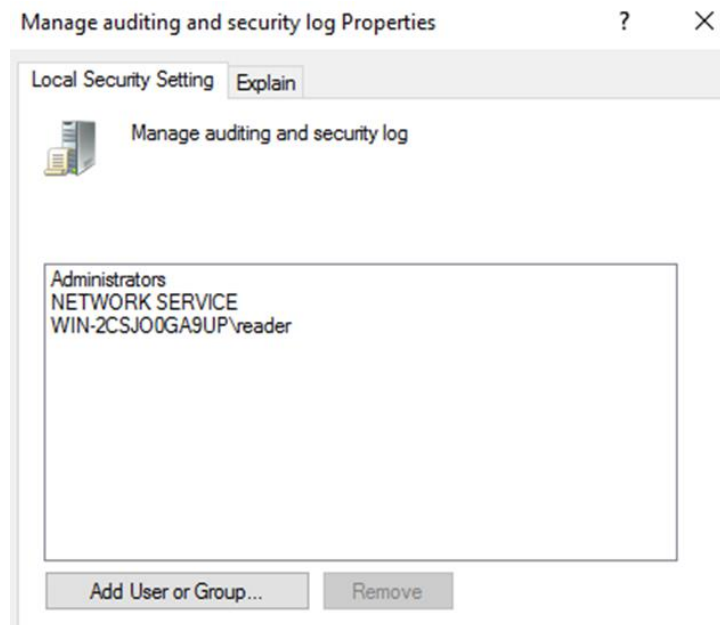 Manage auditing and security log Properties ?
Local Security Setting Explain
Manage auditing and security log
Administrators
NETWORK SERVICE
WIN-2CSJO0GA9UP\reader
Add User or Group... Remove